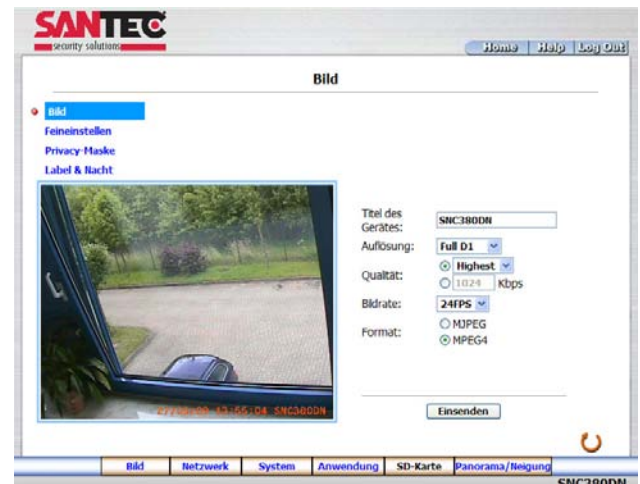 SANTEC
security solutions
Home Help Log Out
Bild
Bild
Feineinstellen
Privacy-Maske
Label & Nacht
Titel des
Gerätes:
SNC380DN
Auflösung: Full D1
Qualität: Highest
1024 Kbps
Bildrate: 24FPS
Format: MJPEG
MPEG4
SNC380DN
Einsenden
Bild Netzwerk System Anwendung SD-Karte Panorama/Neigung
SNC380DN